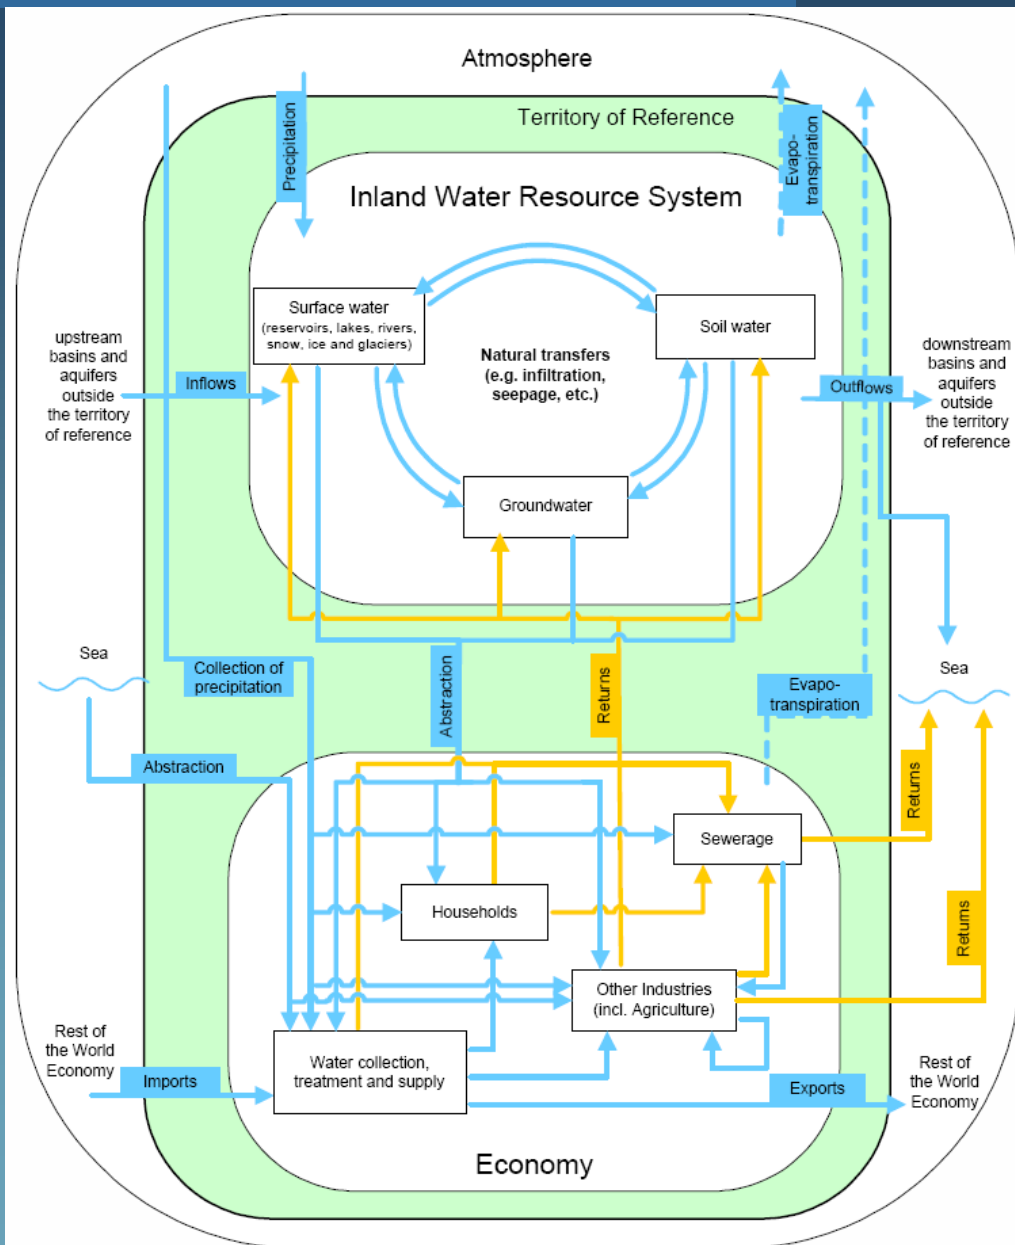 Atmosphere
Territory of Reference
Precipitation
Evapo-
transpiration
Inland Water Resource System
Surface water
(reservoirs, lakes, rivers,
snow, ice and glaciers)
Soil water
Natural transfers
(e.g. infiltration,
seepage, etc.)
upstream
basins and
aquifers
outside
the territory
of reference
Inflows
Outflows
downstream
basins and
aquifers
outside
the territory
of reference
Groundwater
Sea
Collection of
precipitation
Abstraction
Returns
Evapo-
transpiration
Sea
Abstraction
Returns
Sewerage
Households
Returns
Other Industries
(incl. Agriculture)
Rest of
the World
Economy
Imports
Water collection,
treatment and supply
Exports
Rest of
the World
Economy
Economy